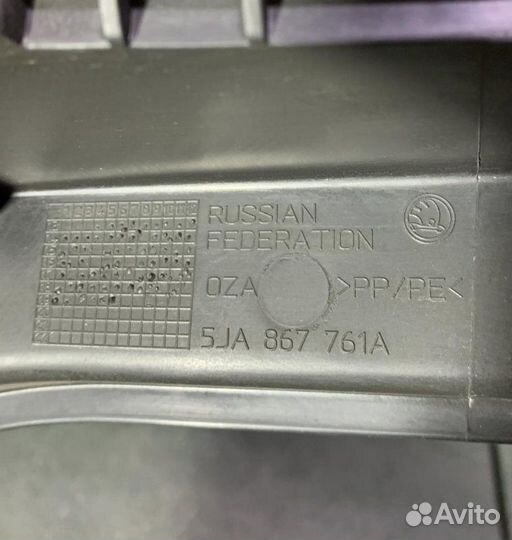 RUSSIAN
FEDERATION
OZA >PP/PE<
5JA 867 761A
Avito